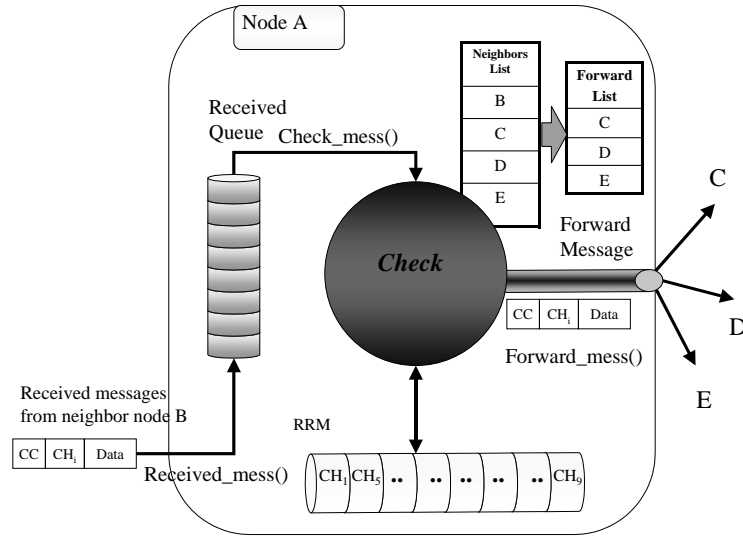 Node A
Neighbors
List
B
C
D
E
Forward
List
C
D
E
Received
Queue
Check_mess()
Check
Forward
Message
C
D
E
CC CHi Data
Forward_mess()
Received messages
from neighbor node B
CC CHi Data
Received_mess()
RRM
CH1 CH5 .. .. .. .. .. CH9